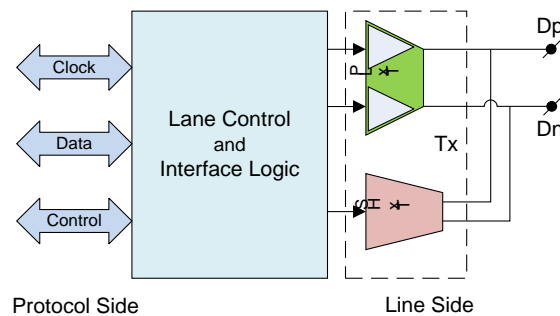 Dp
Clock
Lane Control
and
Interface Logic
Data
Dn
Tx
Control
Protocol Side
Line Side